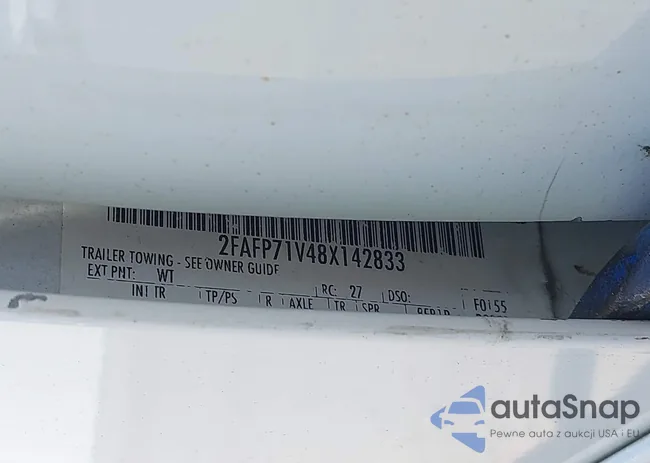 2FAFP71V48X142833
TRAILER TOWING - SEE OWNER GUIDE
EXT PNT: WT RC: 27 DSO:
INT TR TP/PS R AXLE TR SPR F0155
autaSnap
Pewne auta z aukcji USA i EU